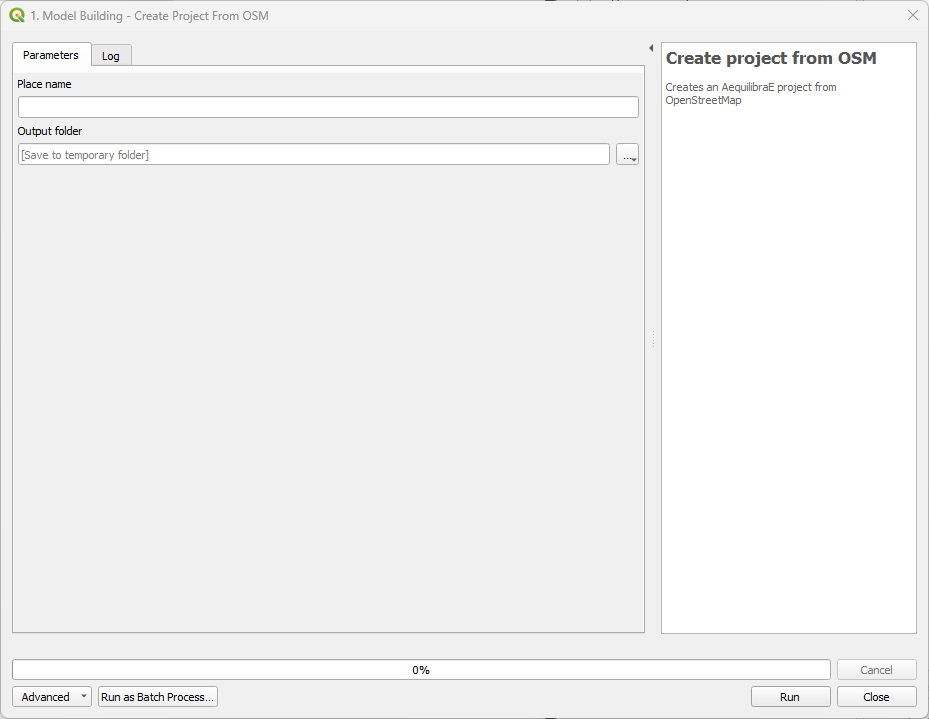 1. Model Building - Create Project From OSM
Parameters
Log
Place name
Output folder
[Save to temporary folder]
...
Create project from OSM
Creates an AequilibraE project from
OpenStreetMap
0%
Cancel
Advanced
Run as Batch Process...
Run
Close